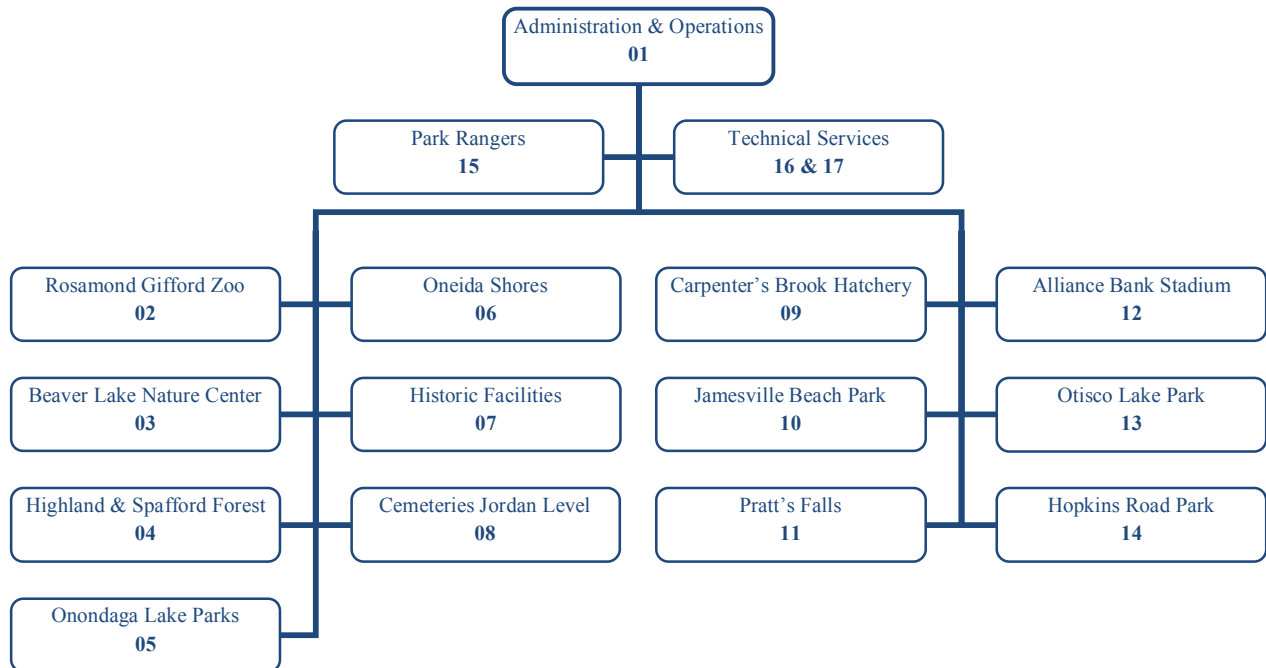 Administration & Operations
01
Park Rangers
15
Technical Services
16 & 17
Rosamond Gifford Zoo
02
Oneida Shores
06
Carpenter’s Brook Hatchery
09
Alliance Bank Stadium
12
Beaver Lake Nature Center
03
Historic Facilities
07
Jamesville Beach Park
10
Otisco Lake Park
13
Highland & Spafford Forest
04
Cemeteries Jordan Level
08
Pratt’s Falls
11
Hopkins Road Park
14
Onondaga Lake Parks
05